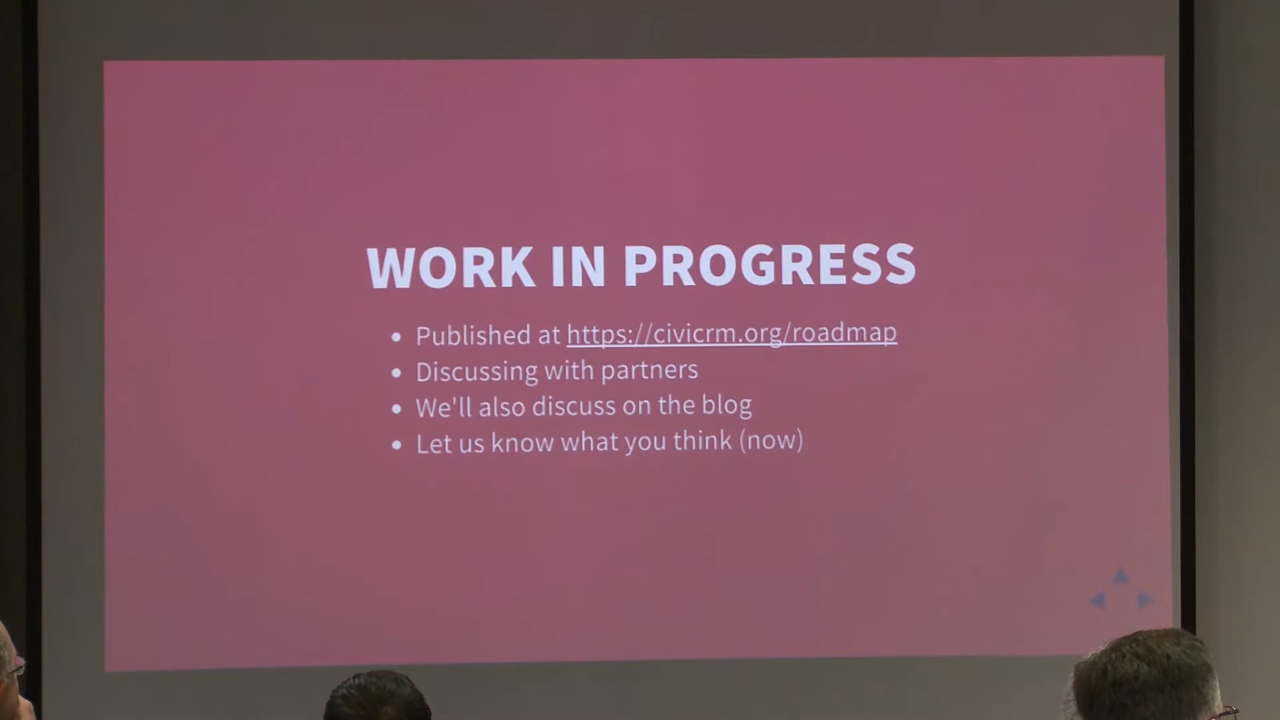 WORK IN PROGRESS
Published at https://civicrm.org/roadmap
Discussing with partners
We'll also discuss on the blog
Let us know what you think (now)